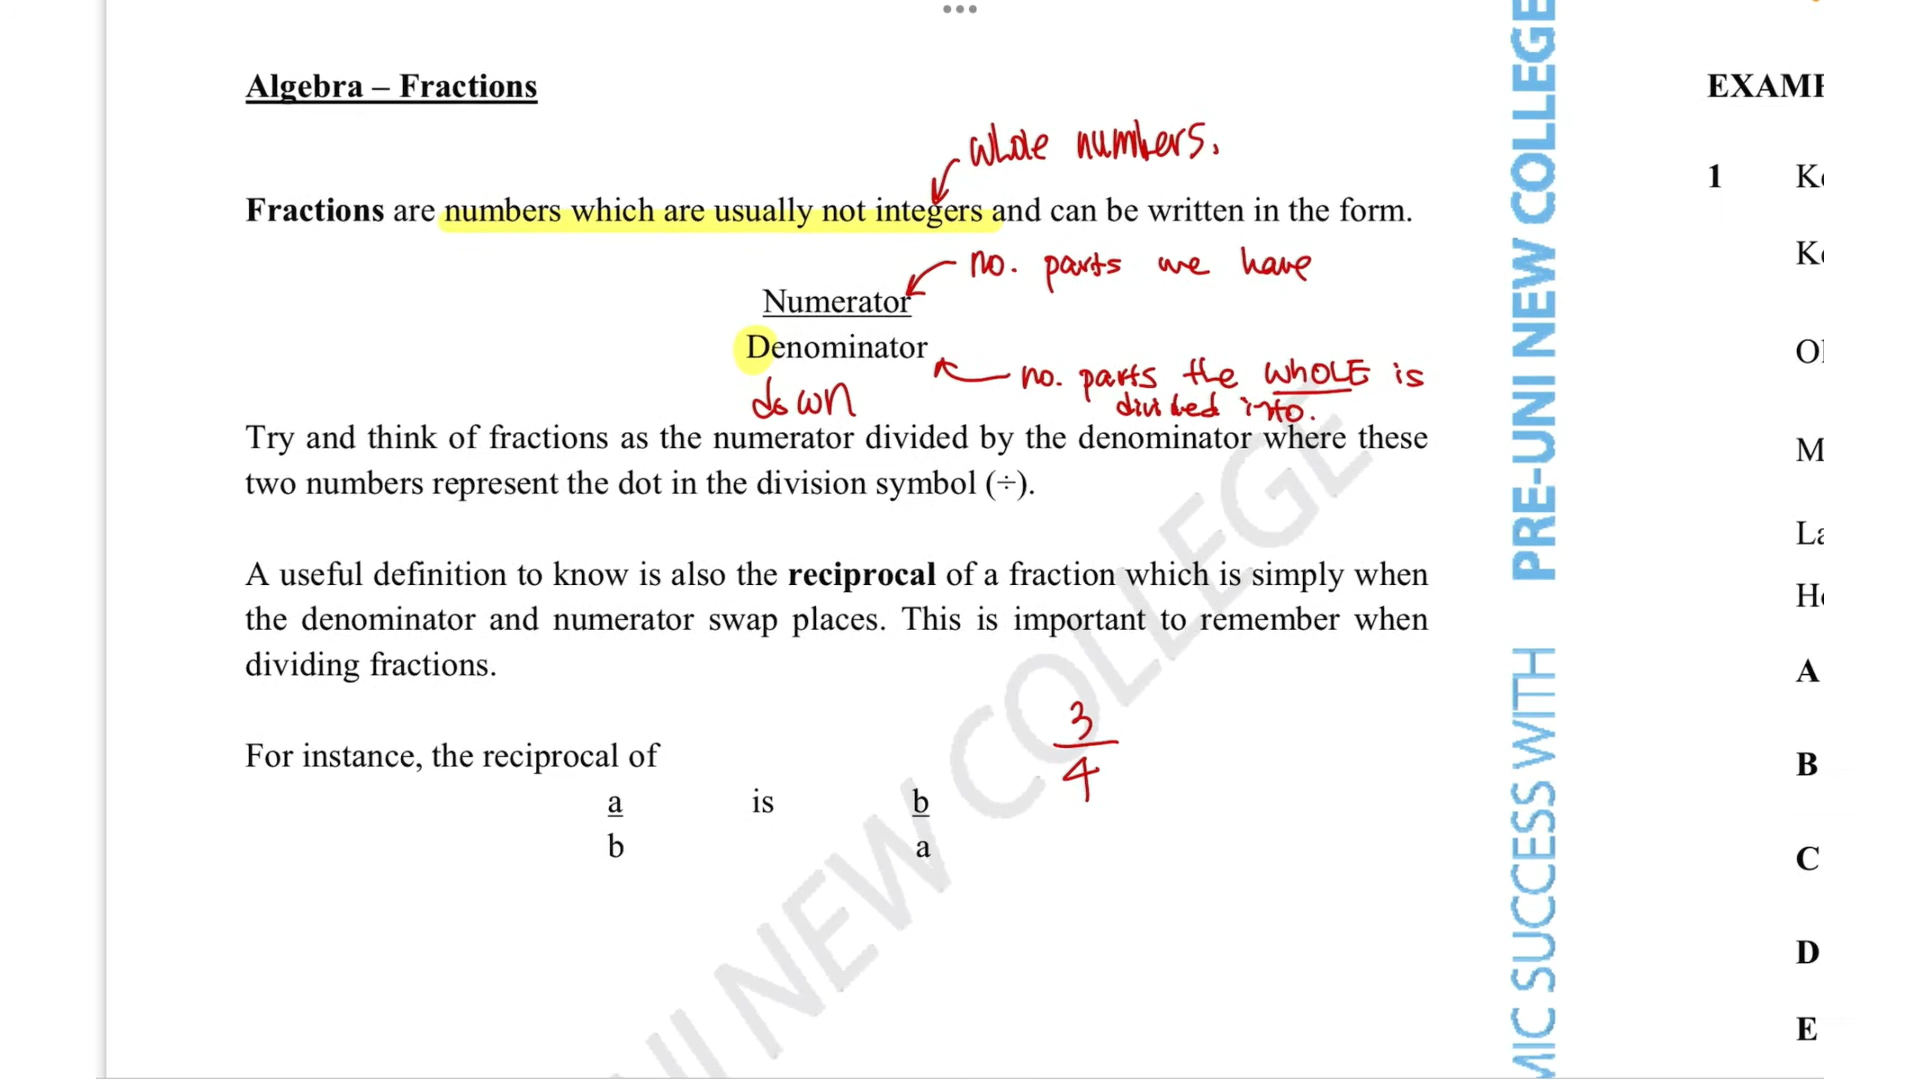 Algebra – Fractions
whole numbers.
Fractions are numbers which are usually not integers and can be written in the form.
no. parts we have
Numerator
Denominator
no. parts the WHOLE is
divided into.
down
Try and think of fractions as the numerator divided by the denominator where these
two numbers represent the dot in the division symbol (÷).
A useful definition to know is also the reciprocal of a fraction which is simply when
the denominator and numerator swap places. This is important to remember when
dividing fractions.
3
4
For instance, the reciprocal of
a is b
b a
NEW COLLEGE
MIC SUCCESS WITH PRE-UNI NEW COLLEGE
1
A
B
C
D
E